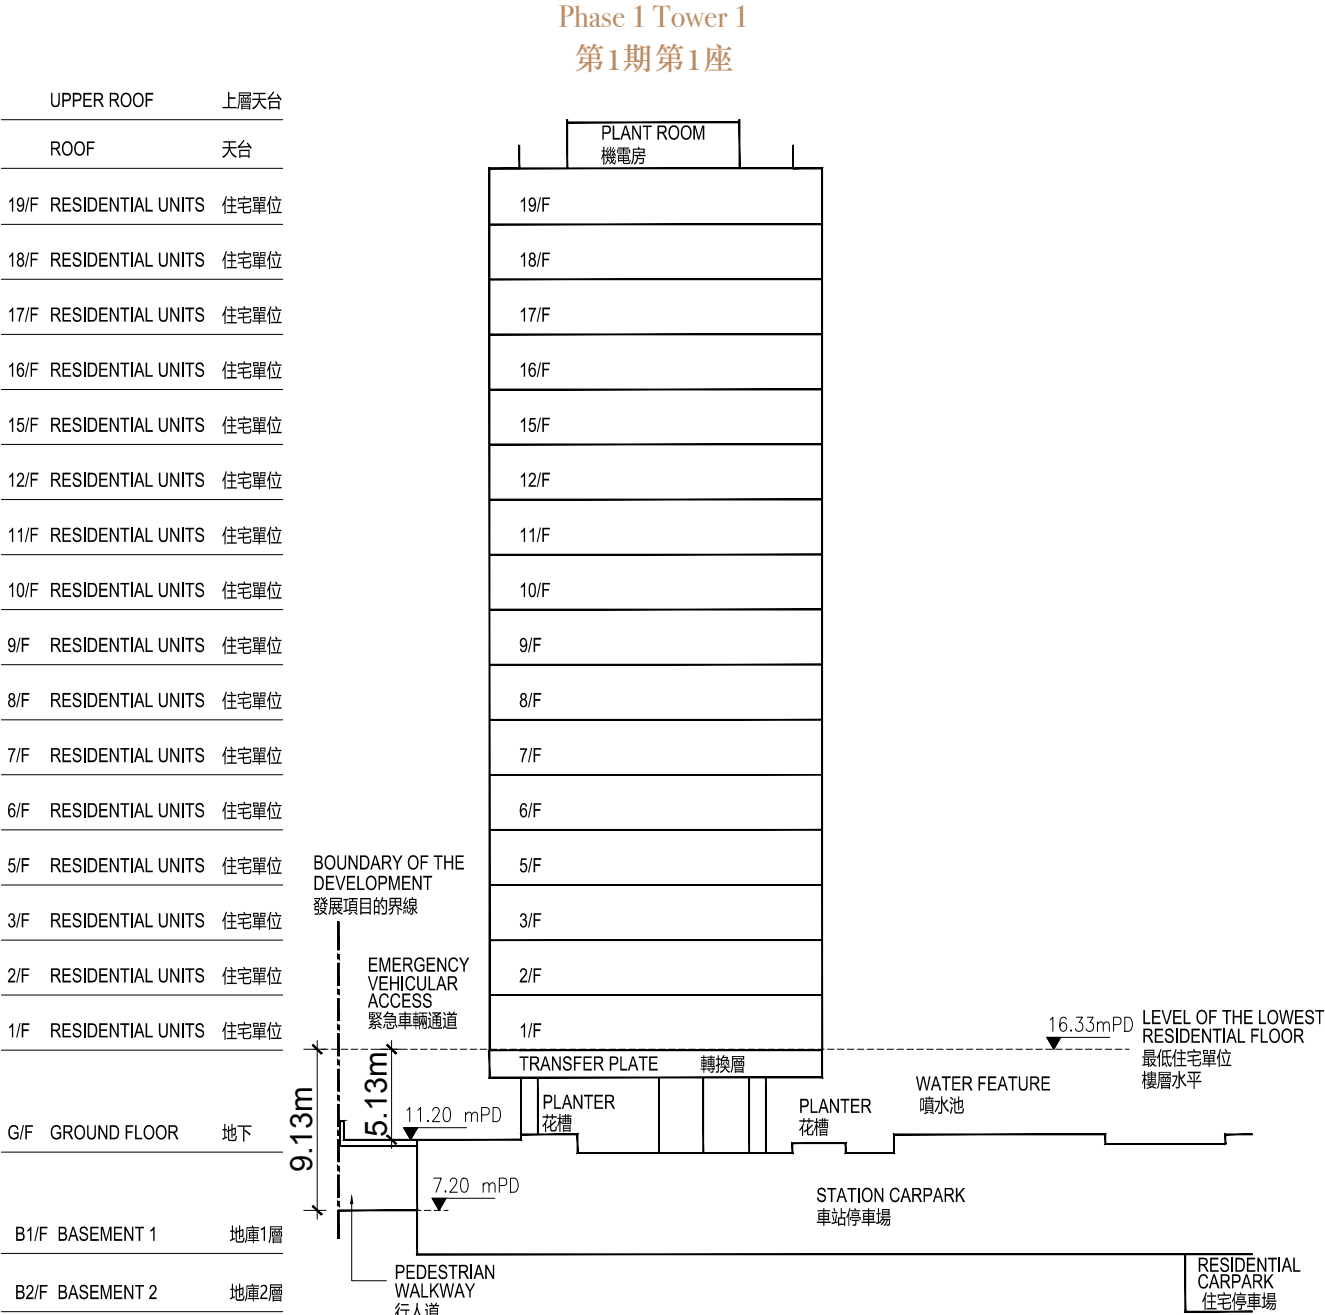 Phase 1 Tower 1
第1期第1座
UPPER ROOF 上層天台
ROOF 天台
19/F RESIDENTIAL UNITS 住宅單位
18/F RESIDENTIAL UNITS 住宅單位
17/F RESIDENTIAL UNITS 住宅單位
16/F RESIDENTIAL UNITS 住宅單位
15/F RESIDENTIAL UNITS 住宅單位
12/F RESIDENTIAL UNITS 住宅單位
11/F RESIDENTIAL UNITS 住宅單位
10/F RESIDENTIAL UNITS 住宅單位
9/F RESIDENTIAL UNITS 住宅單位
8/F RESIDENTIAL UNITS 住宅單位
7/F RESIDENTIAL UNITS 住宅單位
6/F RESIDENTIAL UNITS 住宅單位
5/F RESIDENTIAL UNITS 住宅單位
3/F RESIDENTIAL UNITS 住宅單位
2/F RESIDENTIAL UNITS 住宅單位
1/F RESIDENTIAL UNITS 住宅單位
G/F GROUND FLOOR 地下
B1/F BASEMENT 1 地庫1層
B2/F BASEMENT 2 地庫2層
PLANT ROOM
機電房
19/F
18/F
17/F
16/F
15/F
12/F
11/F
10/F
9/F
8/F
7/F
6/F
5/F
3/F
2/F
1/F
TRANSFER PLATE 轉換層
BOUNDARY OF THE
DEVELOPMENT
發展項目的界線
EMERGENCY
VEHICULAR
ACCESS
緊急車輛通道
9.13m
5.13m
11.20 mPD
7.20 mPD
PLANTER
花槽
PLANTER
花槽
WATER FEATURE
噴水池
16.33mPD
LEVEL OF THE LOWEST
RESIDENTIAL FLOOR
最低住宅單位
樓層水平
STATION CARPARK
車站停車場
PEDESTRIAN
WALKWAY
行人道
RESIDENTIAL
CARPARK
住宅停車場